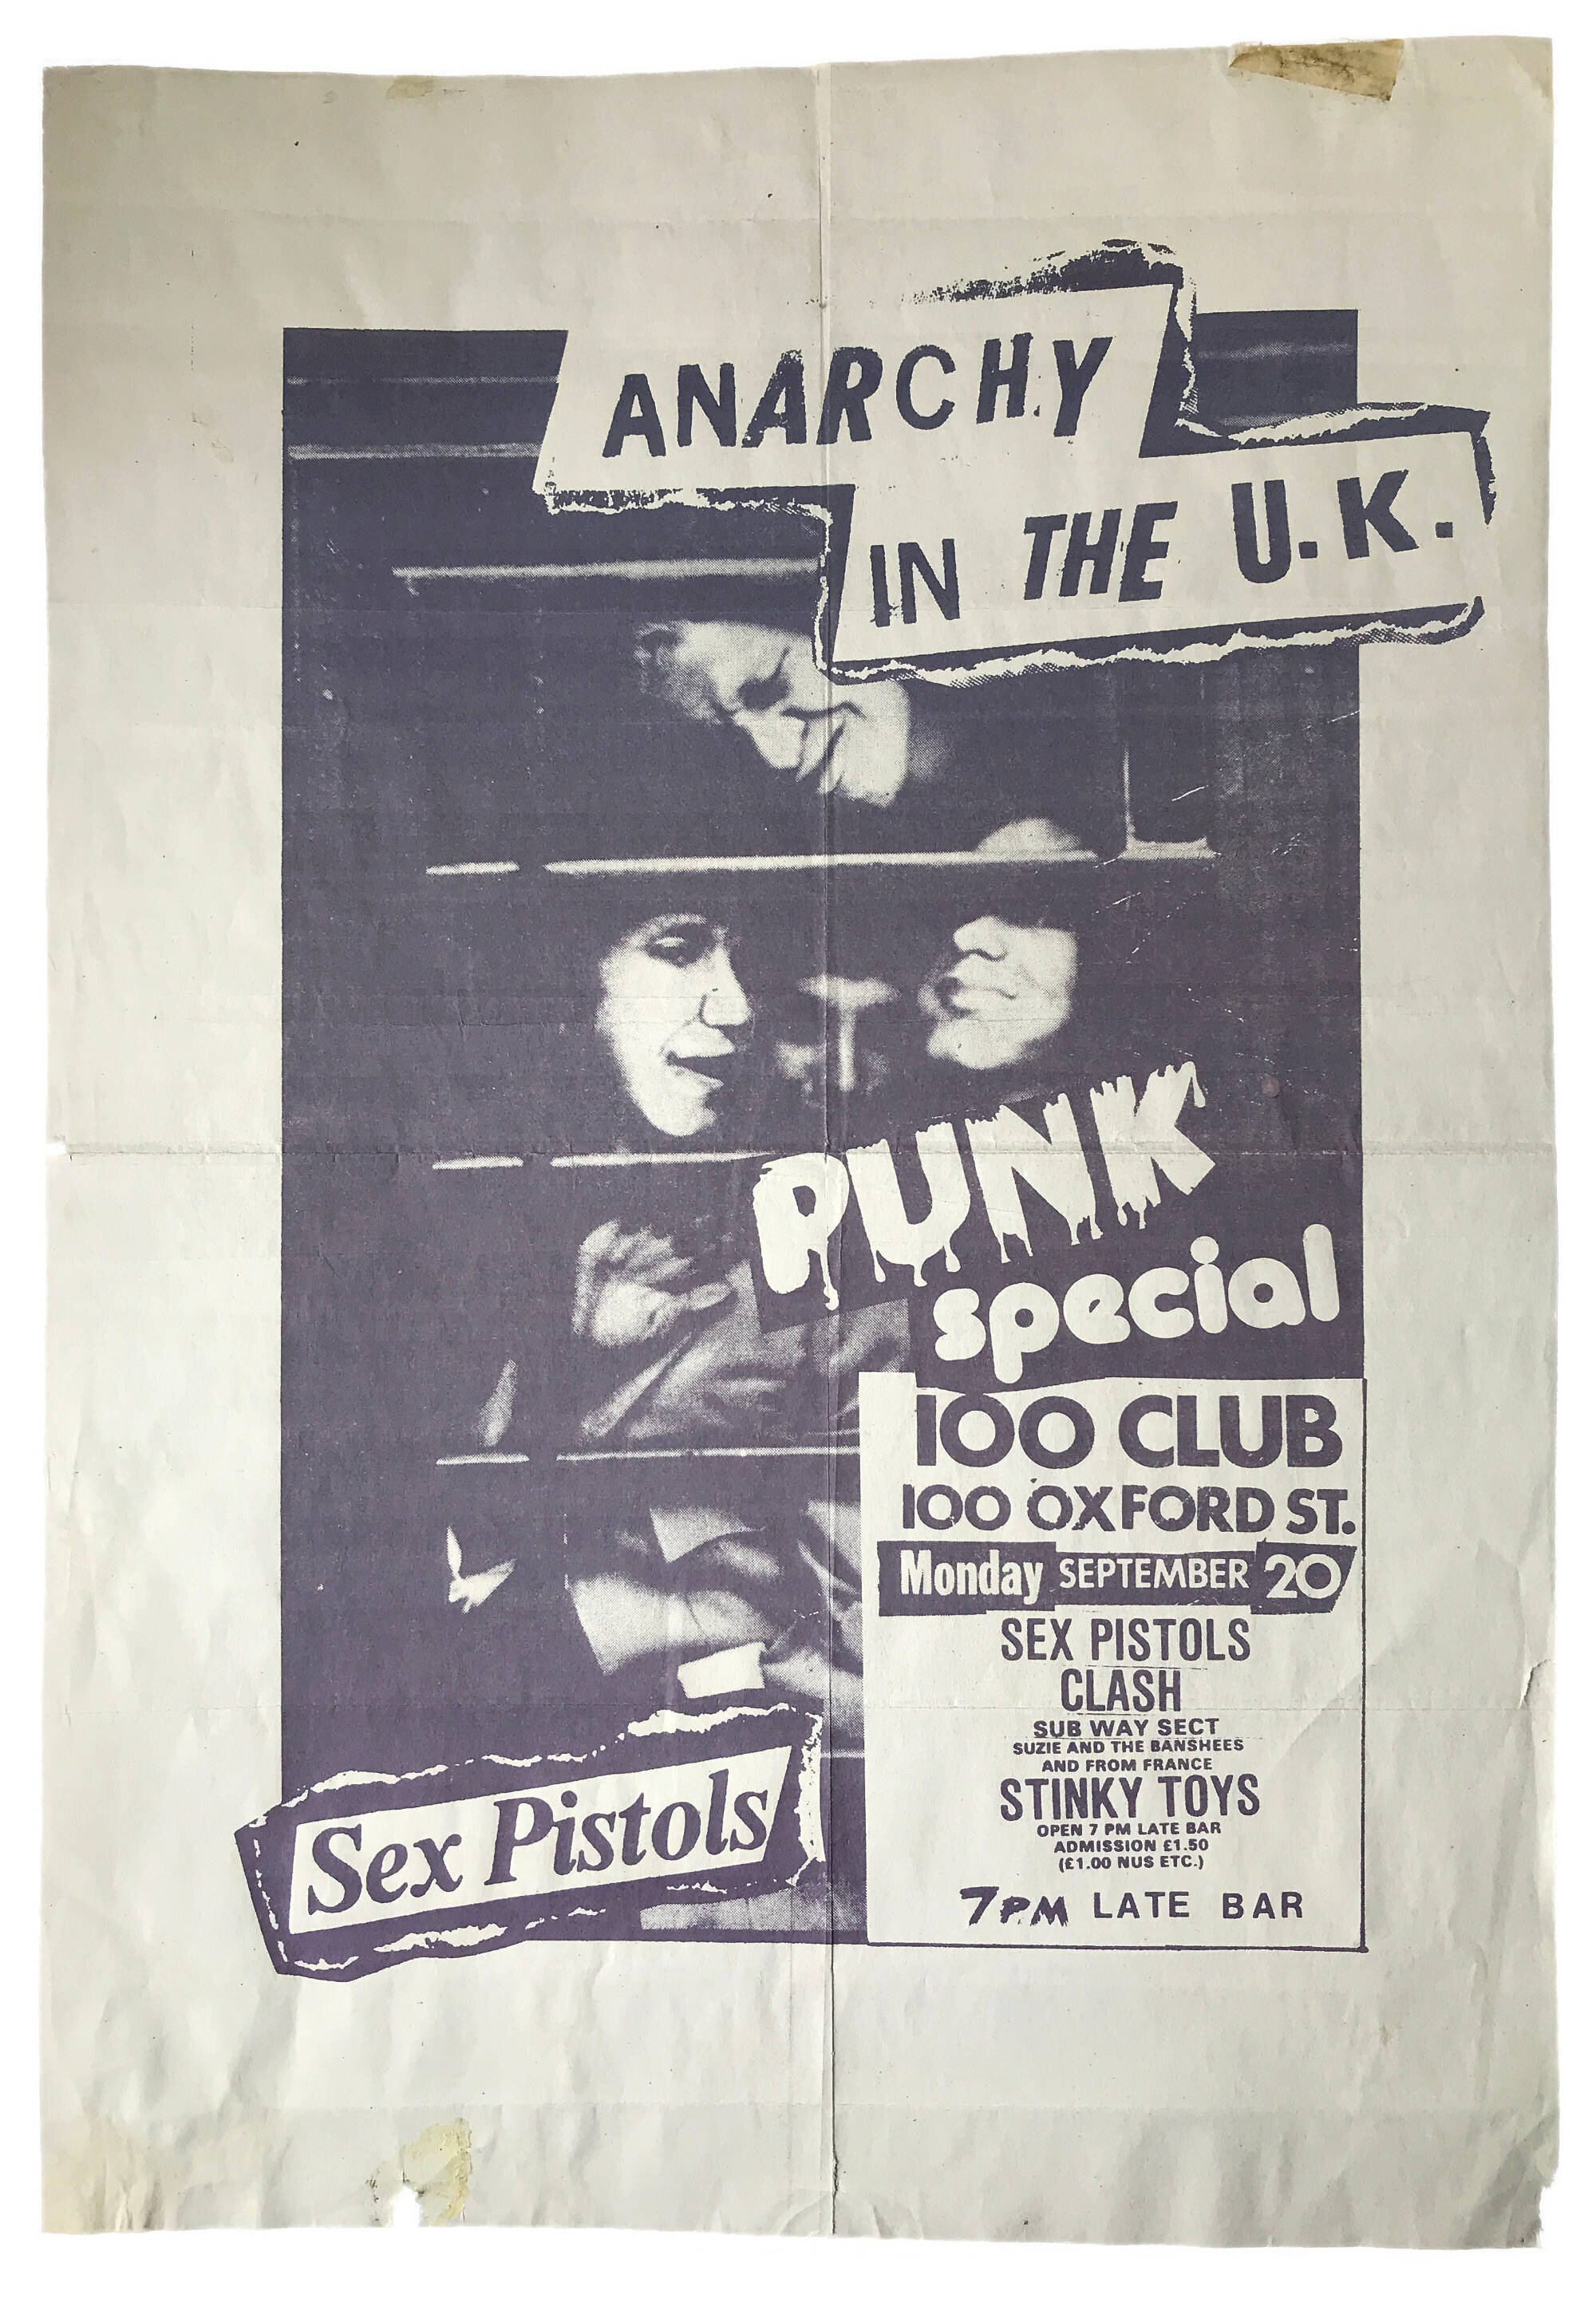 ANARCHY
IN THE U.K.
PUNK
special
100 CLUB
100 OXFORD ST.
Monday SEPTEMBER 20
SEX PISTOLS
CLASH
SUB WAY SECT
SUZIE AND THE BANSHEES
AND FROM FRANCE
STINKY TOYS
OPEN 7 PM LATE BAR
ADMISSION £1.50
(£1.00 NUS ETC.)
7PM LATE BAR
Sex Pistols